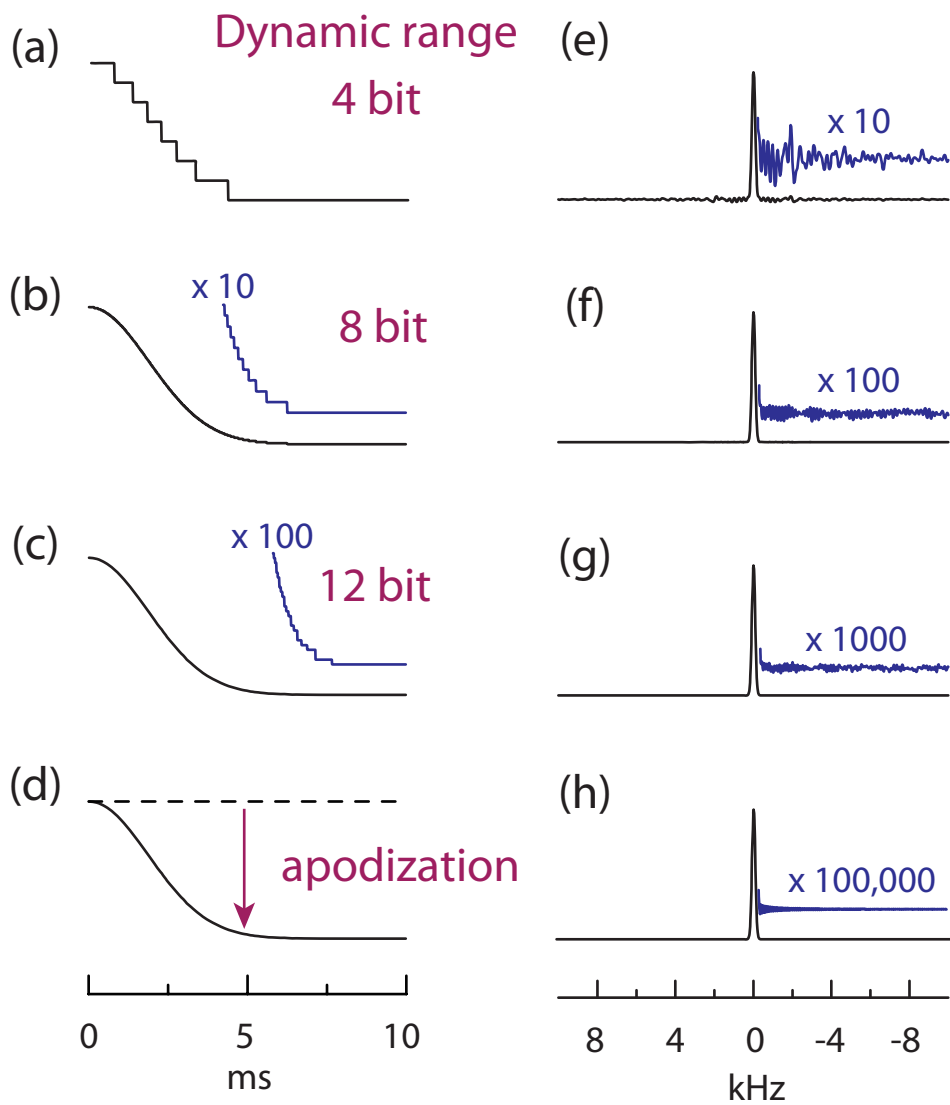 (a)
Dynamic range
4 bit
(e)
x 10
(b)
x 10
8 bit
(f)
x 100
(c)
x 100
12 bit
(g)
x 1000
(d)
apodization
(h)
x 100,000
0 5 10
ms
8 4 0 -4 -8
kHz